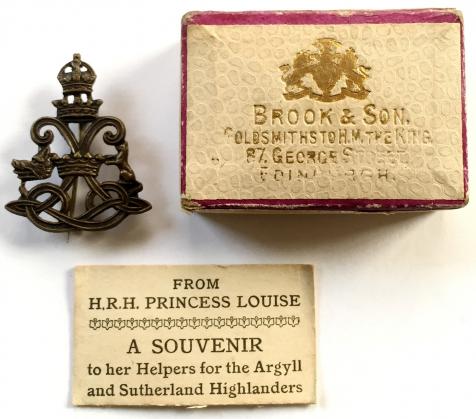 BROOK & SON.
GOLDSMITHS TO H.M. THE KING.
87, GEORGE STREET
EDINBURGH.
FROM
H.R.H. PRINCESS LOUISE
A SOUVENIR
to her Helpers for the Argyll
and Sutherland Highlanders